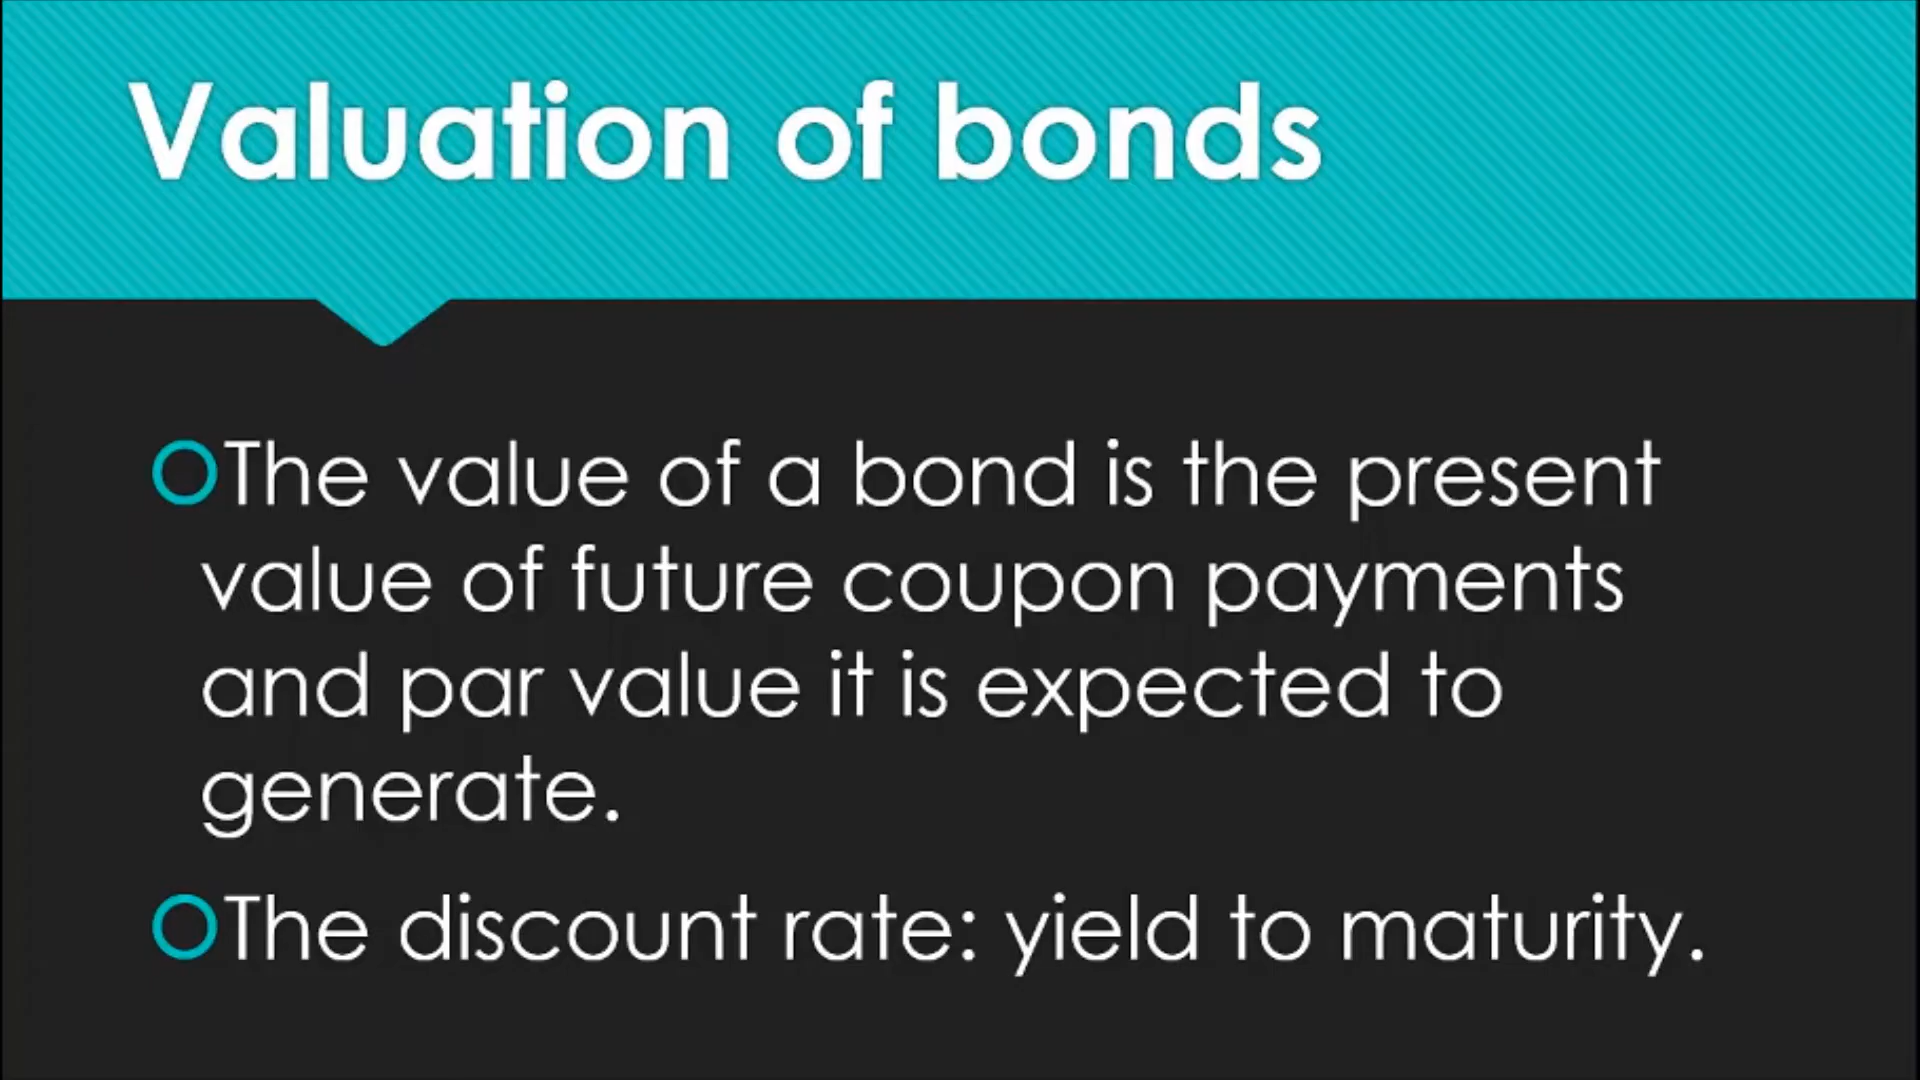 Valuation of bonds
The value of a bond is the present
value of future coupon payments
and par value it is expected to
generate.
The discount rate: yield to maturity.